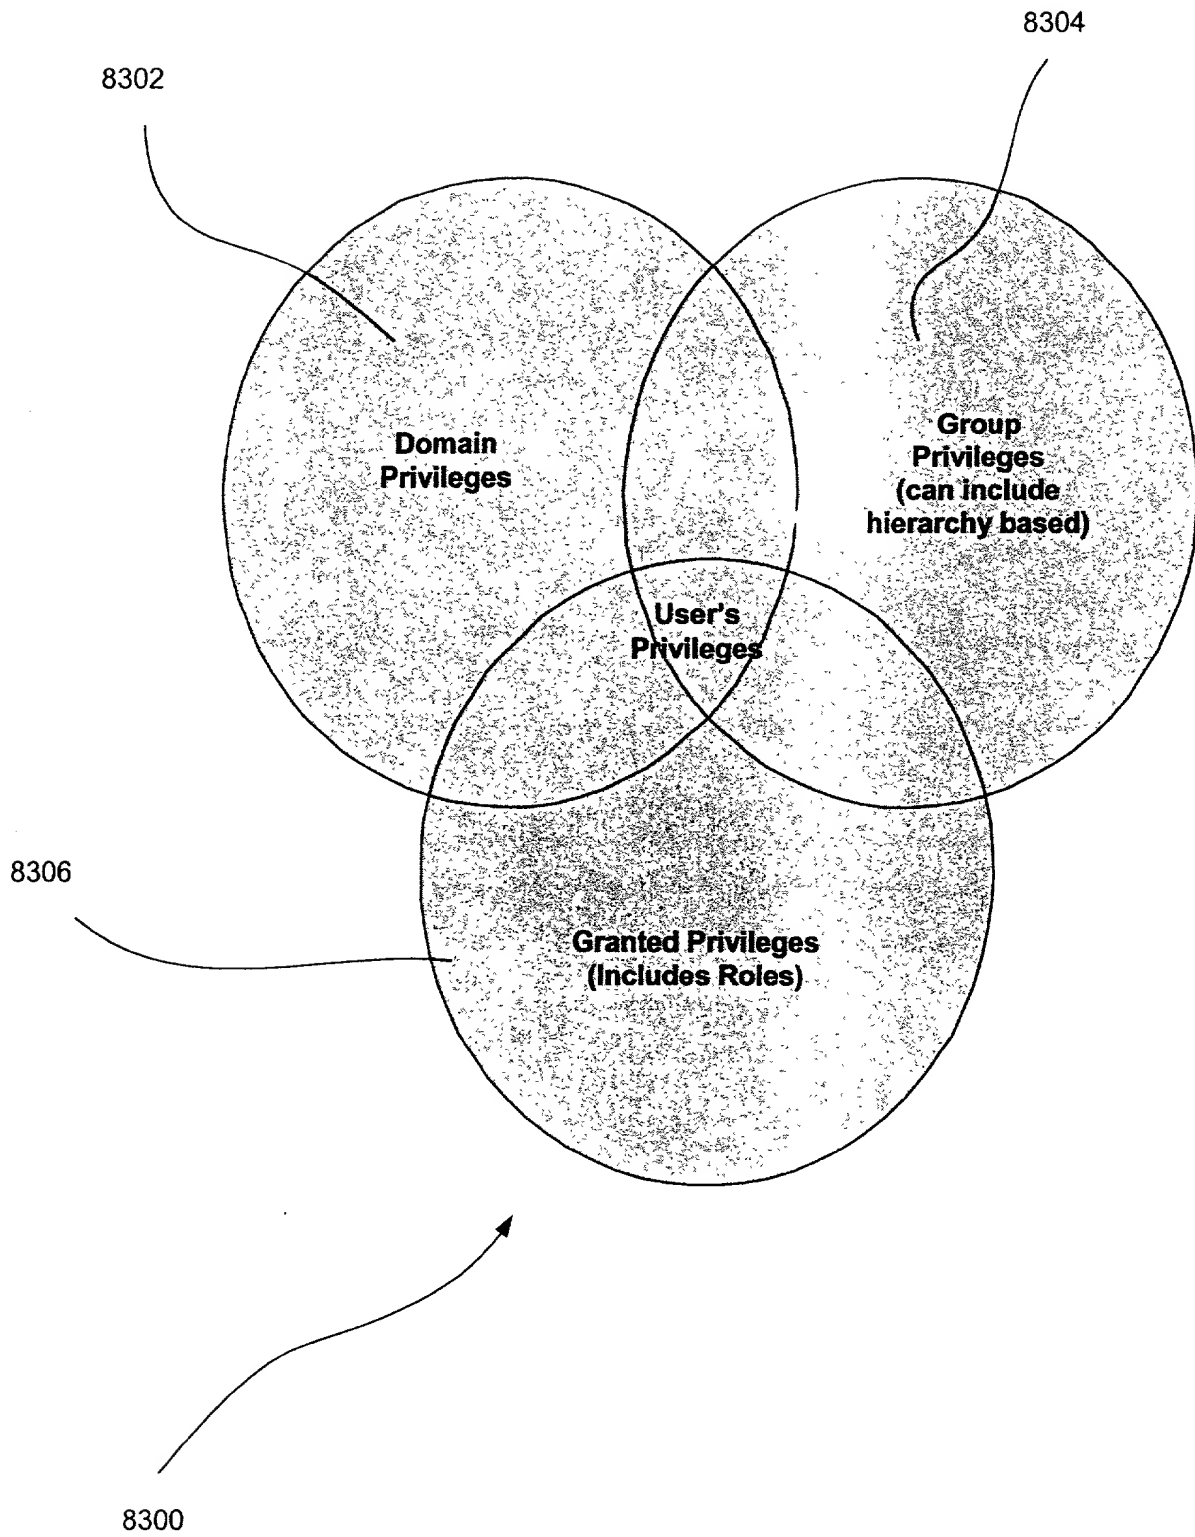 8304
8302
Domain
Privileges
Group
Privileges
(can include
hierarchy based)
User's
Privileges
8306
Granted Privileges
(Includes Roles)
8300